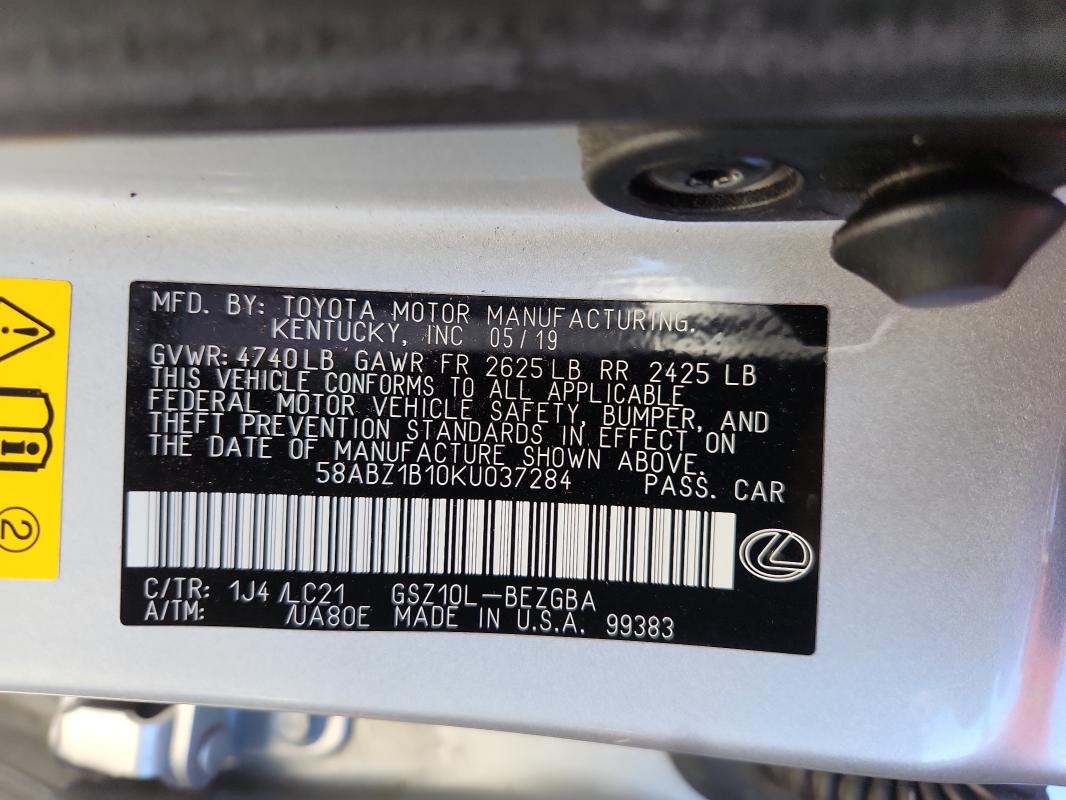 MFD. BY: TOYOTA MOTOR MANUFACTURING.
KENTUCKY, INC 05/19
GVWR: 4740LB GAWR FR 2625LB RR 2425 LB
THIS VEHICLE CONFORMS TO ALL APPLICABLE
FEDERAL MOTOR VEHICLE SAFETY, BUMPER, AND
THEFT PREVENTION STANDARDS IN EFFECT ON
THE DATE OF MANUFACTURE SHOWN ABOVE.
58ABZ1B10KU037284 PASS. CAR
C/TR: 1J4 /LC21 GSZ10L-BEZGBA
A/TM: /UA80E MADE IN U.S.A. 99383
2